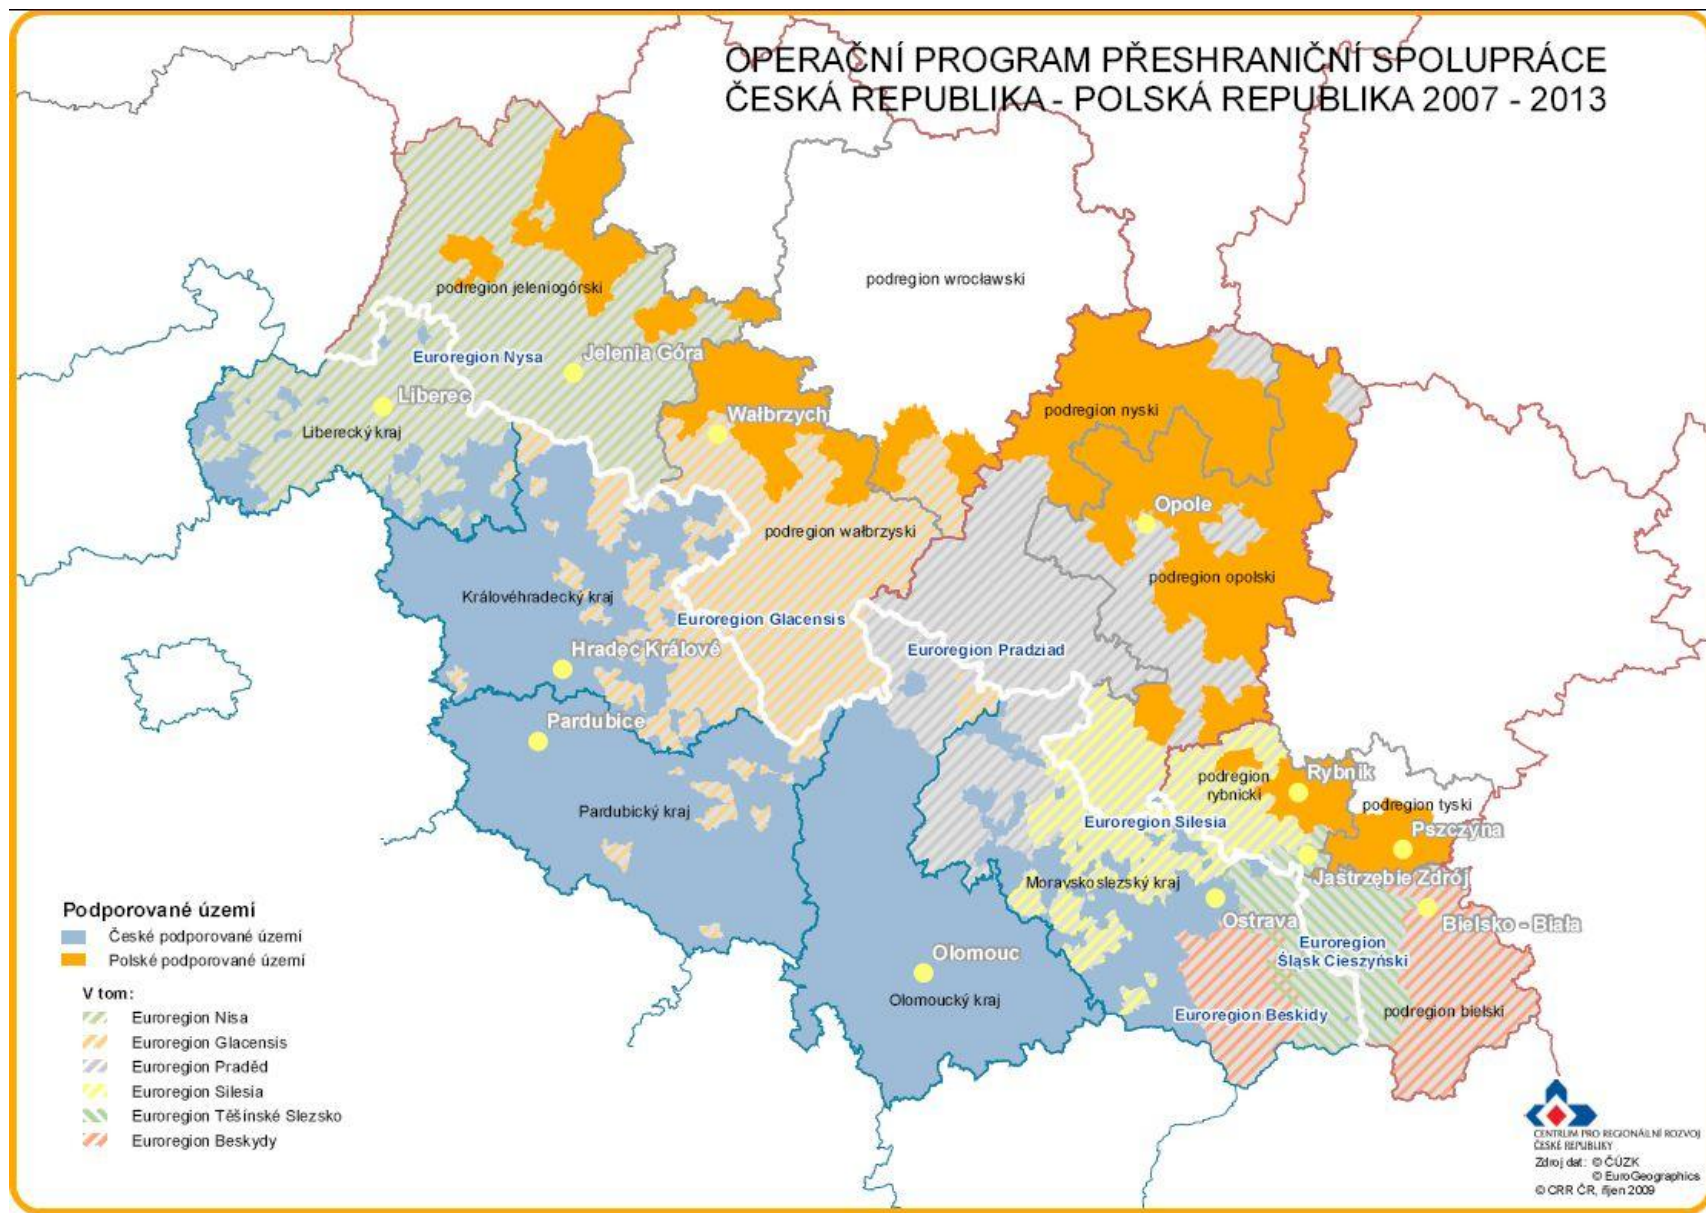 OPERAČNÍ PROGRAM PŘESHRANIČNÍ SPOLUPRÁCE
ČESKÁ REPUBLIKA - POLSKÁ REPUBLIKA 2007 - 2013
podregion wrocławski
podregion jeleniogórski
Euroregion Nysa
Jelenia Góra
Liberec
Liberecký kraj
Wałbrzych
podregion nyski
Opole
podregion wałbrzyski
podregion opolski
Královéhradecký kraj
Euroregion Glacensis
Hradec Králové
Euroregion Pradziad
Pardubice
podregion
rybnicki
Rybnik
podregion tyski
Pardubický kraj
Euroregion Silesia
Pszczyna
Moravskoslezský kraj
Jastrzębie Zdrój
Ostrava
Bielsko - Biała
Euroregion
Śląsk Cieszyński
Olomouc
Olomoucký kraj
Euroregion Beskidy
podregion bielski
Podporované území
České podporované území
Polské podporované území
V tom:
Euroregion Nisa
Euroregion Glacensis
Euroregion Praděd
Euroregion Silesia
Euroregion Těšínské Slezsko
Euroregion Beskydy
CENTRUM PRO REGIONÁLNÍ ROZVOJ
ČESKÉ REPUBLIKY
Zdroj dat: © ČÚZK
© EuroGeographics
© CRR ČR, říjen 2009